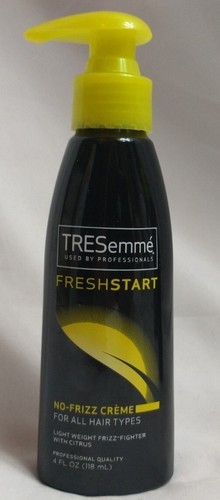 TRESemmé
USED BY PROFESSIONALS
FRESHSTART
NO-FRIZZ CRÈME
FOR ALL HAIR TYPES
LIGHT WEIGHT FRIZZ-FIGHTER
WITH CITRUS
PROFESSIONAL QUALITY
4 FL OZ (118 mL)